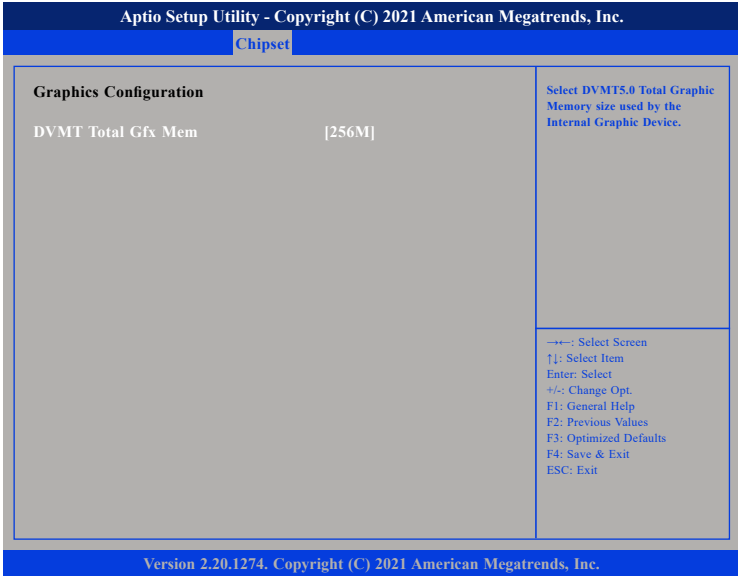 Aptio Setup Utility - Copyright (C) 2021 American Megatrends, Inc.
Chipset
Graphics Configuration
DVMT Total Gfx Mem [256M]
Select DVMT5.0 Total Graphic
Memory size used by the
Internal Graphic Device.
→←: Select Screen
↑↓: Select Item
Enter: Select
+/-: Change Opt.
F1: General Help
F2: Previous Values
F3: Optimized Defaults
F4: Save & Exit
ESC: Exit
Version 2.20.1274. Copyright (C) 2021 American Megatrends, Inc.